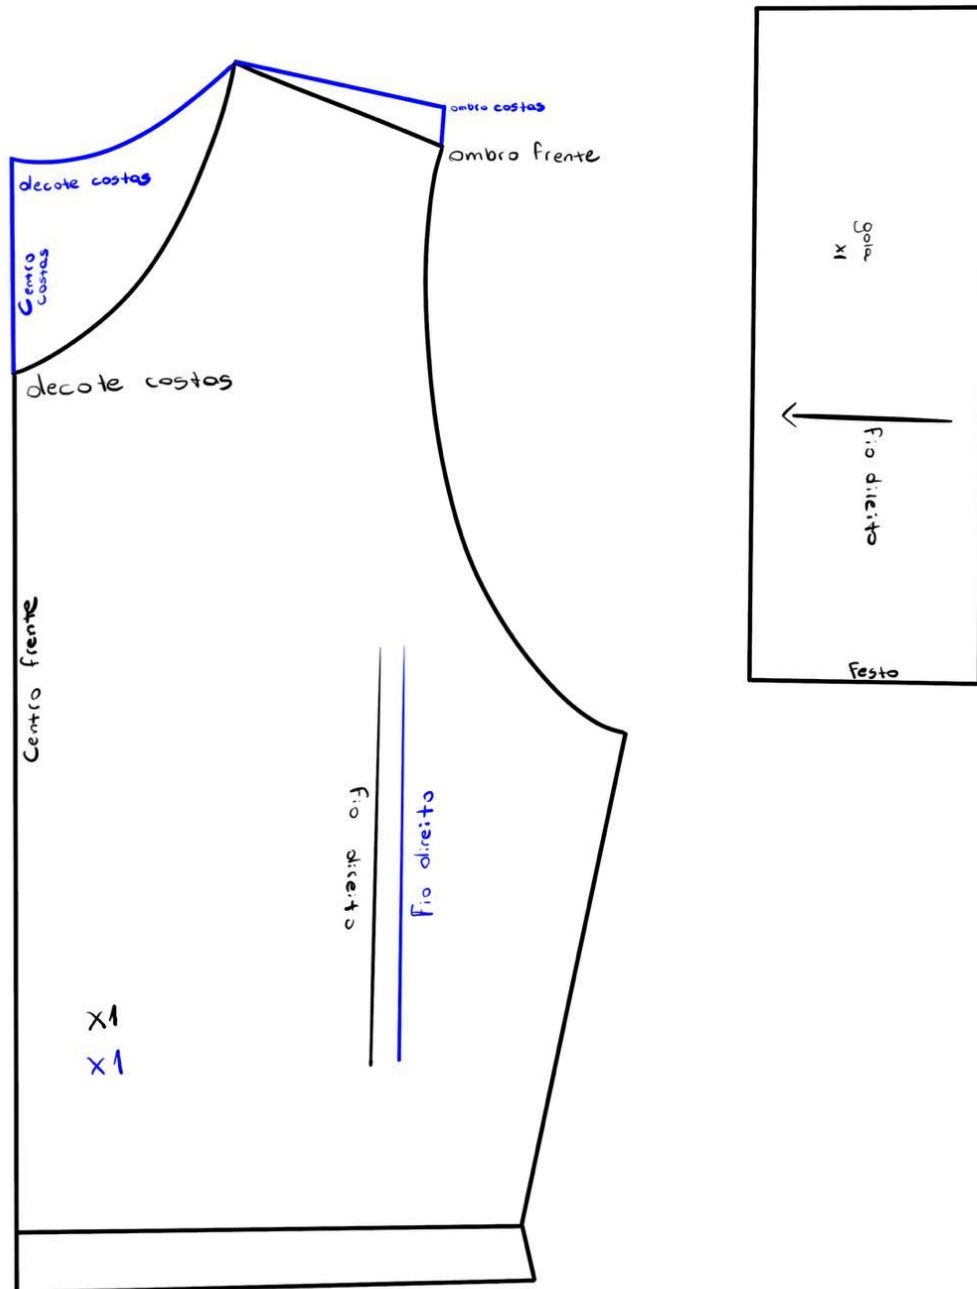 ombro costas
ombro frente
decote costas
Centro
costas
decote costas
Centro frente
fio direito
fio direito
x1
x1
gola
x1
fio direito
festo